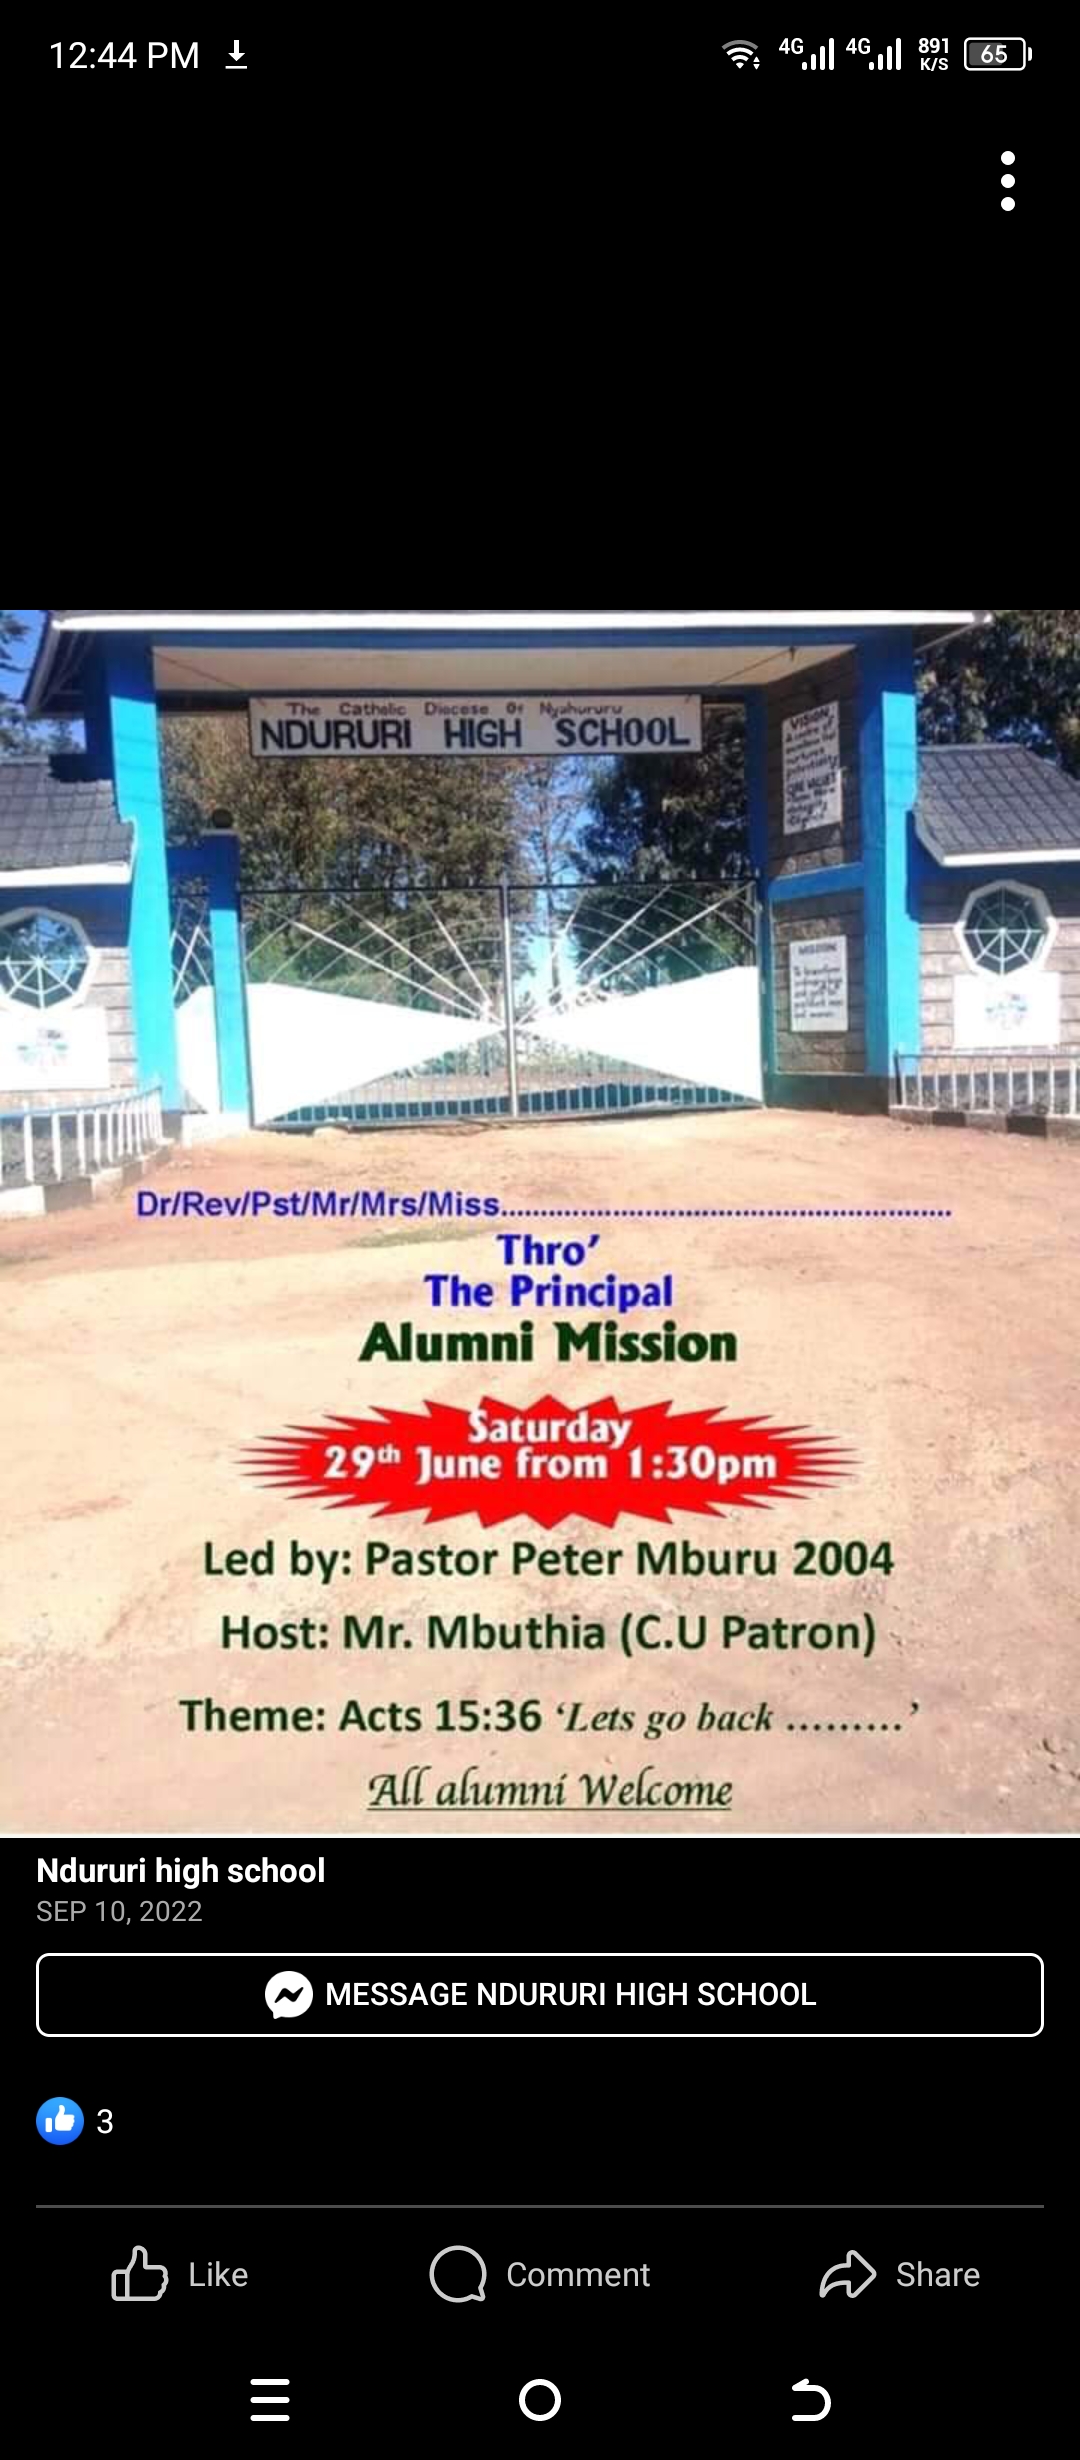 12:44 PM
4G 4G 891 K/S 65
The Catholic Diocese Of Nyahururu
NDURURI HIGH SCHOOL
VISION
MISSION
Dr/Rev/Pst/Mr/Mrs/Miss........................................................
Thro’
The Principal
Alumni Mission
Saturday
29th June from 1:30pm
Led by: Pastor Peter Mburu 2004
Host: Mr. Mbuthia (C.U Patron)
Theme: Acts 15:36 ‘Lets go back .........’
All alumni Welcome
Ndururi high school
SEP 10, 2022
MESSAGE NDURURI HIGH SCHOOL
3
Like Comment Share